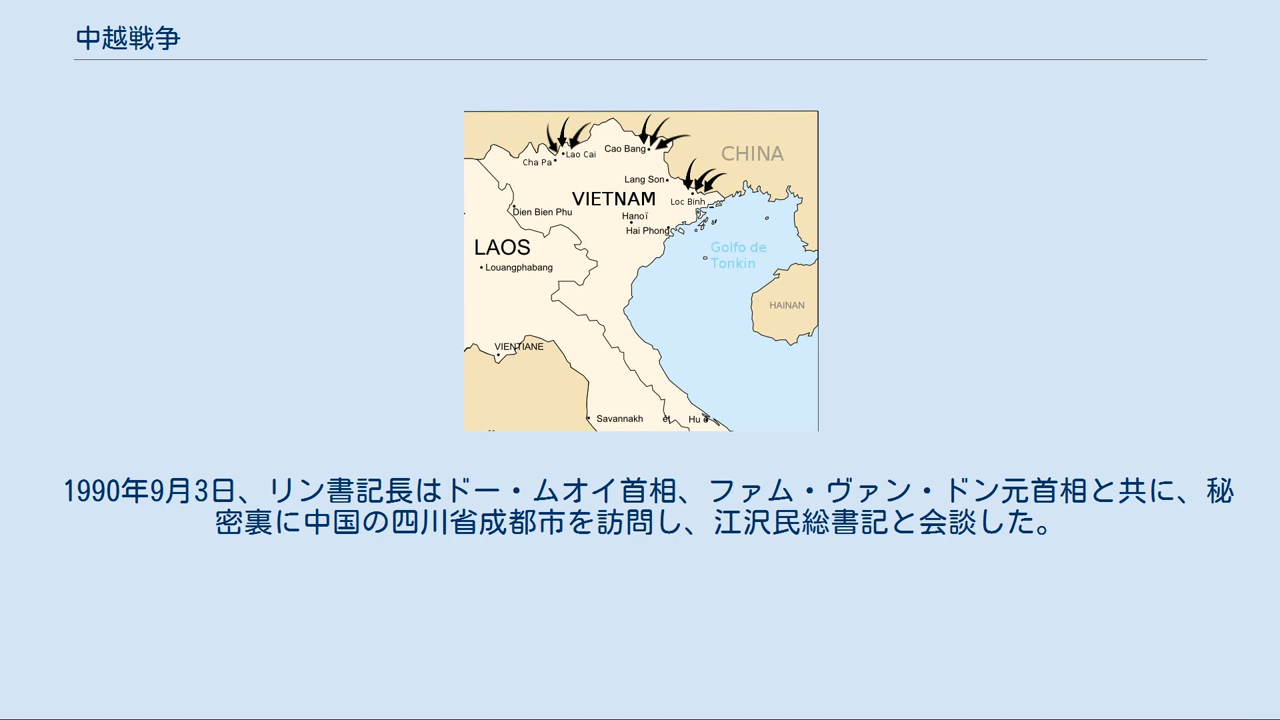 中越戦争
CHINA
Cao Bang
Lao Cai
Cha Pa
Lang Son
VIETNAM
Loc Binh
Dien Bien Phu
Hanoï
Hai Phong
LAOS
Golfo de
Tonkin
Louangphabang
HAINAN
VIENTIANE
Savannakh et
Hu é
1990年9月3日、リン書記長はドー・ムオイ首相、ファム・ヴァン・ドン元首相と共に、秘
密裏に中国の四川省成都市を訪問し、江沢民総書記と会談した。